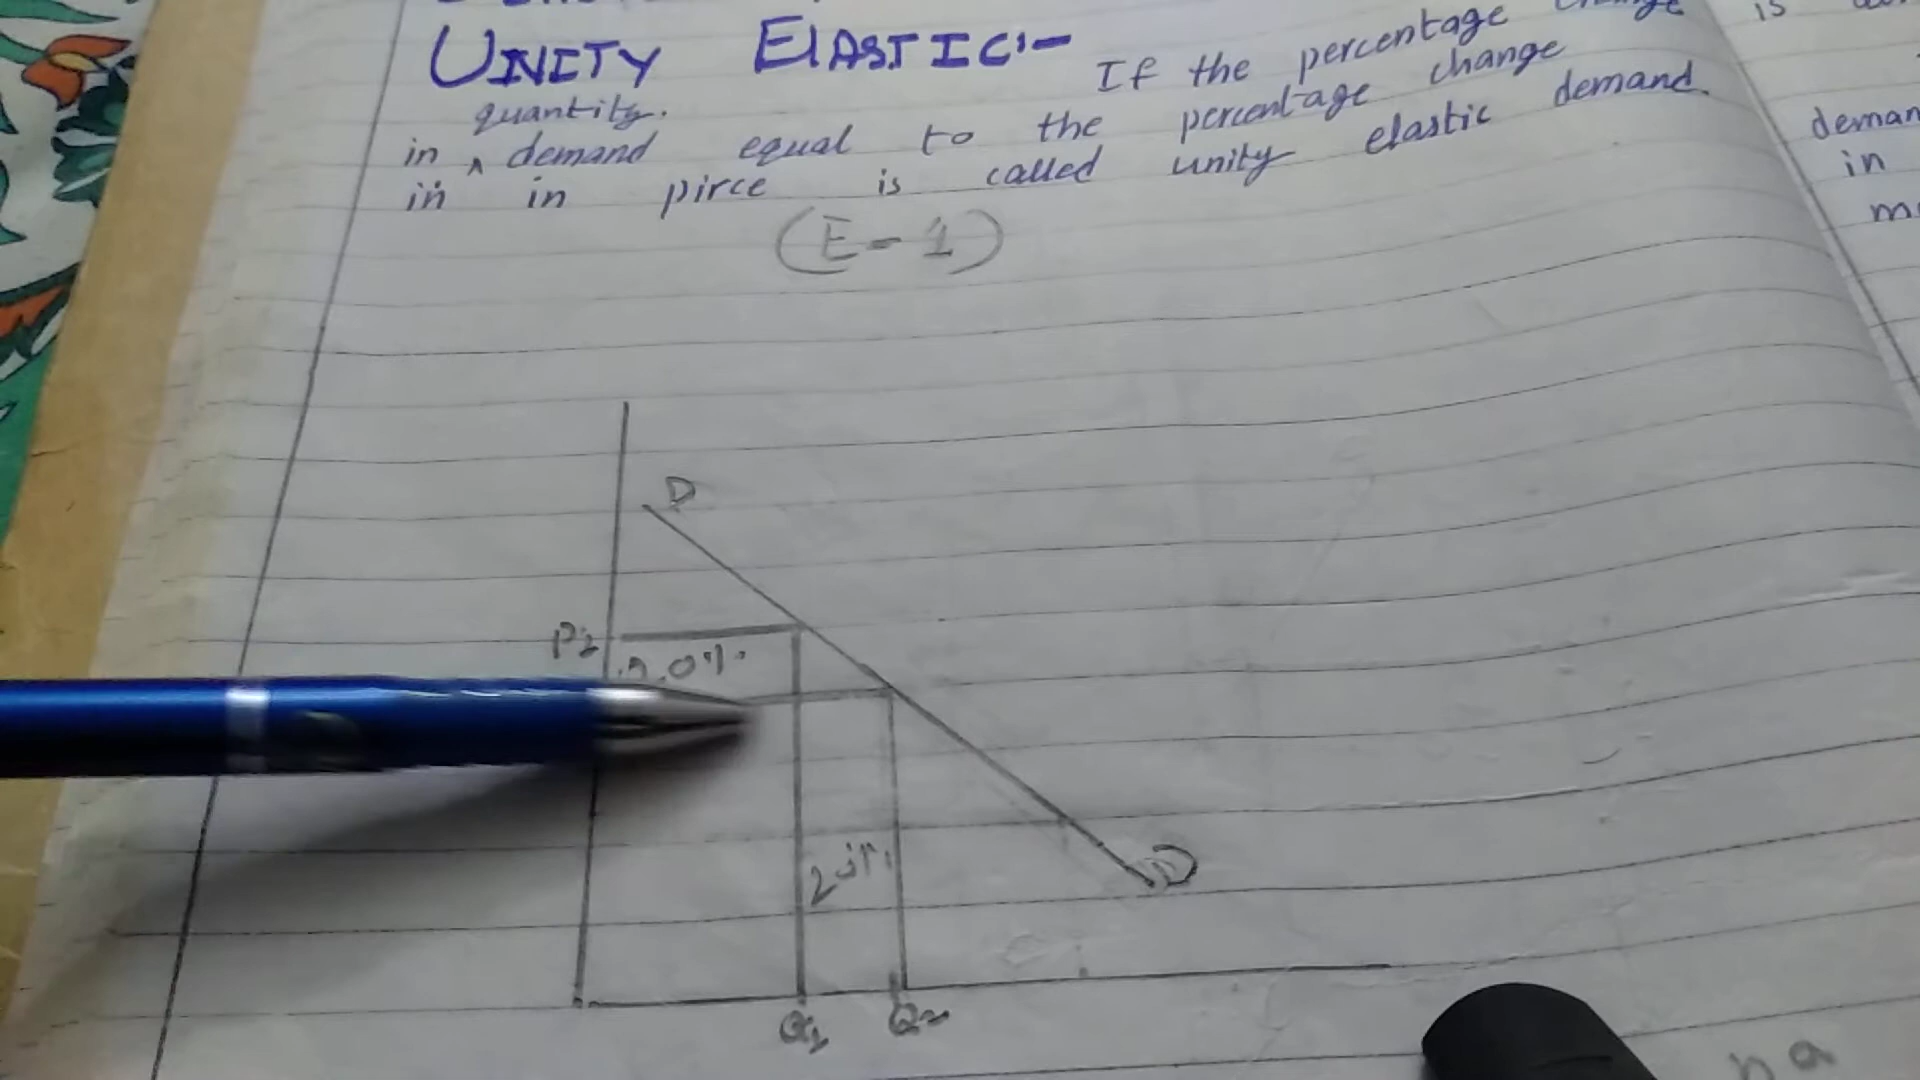 UNITY ELASTIC:-
If the percentage change
quantity.
in ^ demand equal to the percentage change
in in pirce is called unity elastic demand.
(E-1)
is
deman
in
D
P2
20%
D
Q1 Q2